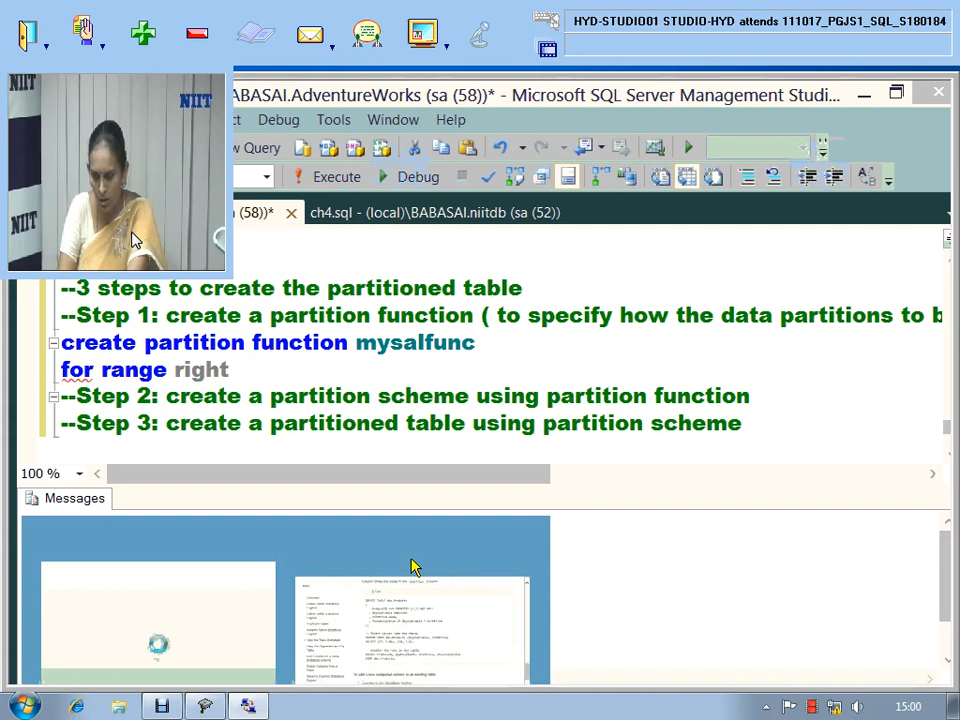 HYD-STUDIO01 STUDIO-HYD attends 111017_PGJS1_SQL_S180184
NIIT
NIIT
NIIT
BABASAI.AdventureWorks (sa (58))* - Microsoft SQL Server Management Studi...
ct Debug Tools Window Help
w Query
Execute Debug
(58))* ch4.sql - (local)\BABASAI.niitdb (sa (52))
--3 steps to create the partitioned table
--Step 1: create a partition function ( to specify how the data partitions to b
create partition function mysalfunc
for range right
--Step 2: create a partition scheme using partition function
--Step 3: create a partitioned table using partition scheme
100 %
Messages
15:00